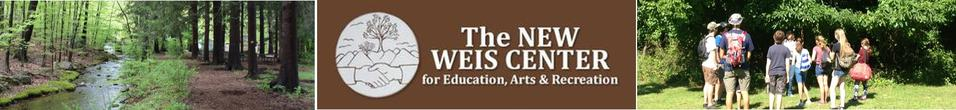 The NEW
WEIS CENTER
for Education, Arts & Recreation